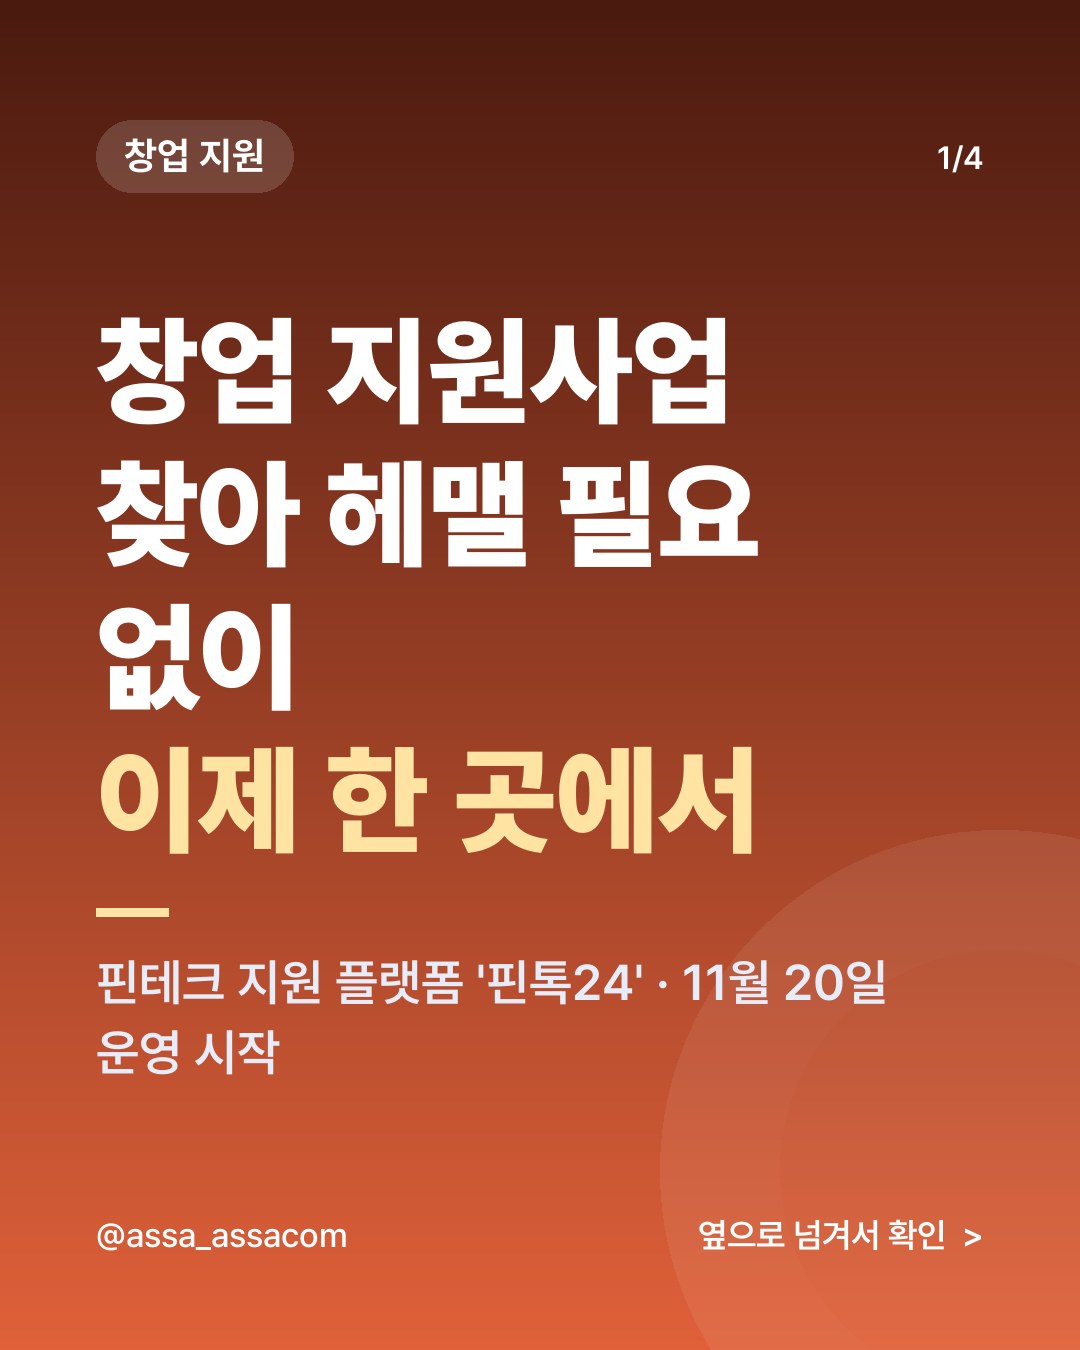 창업 지원
1/4
창업 지원사업
찾아 헤맬 필요
없이
이제 한 곳에서
핀테크 지원 플랫폼 '핀톡24' · 11월 20일
운영 시작
@assa_assacom
옆으로 넘겨서 확인 >